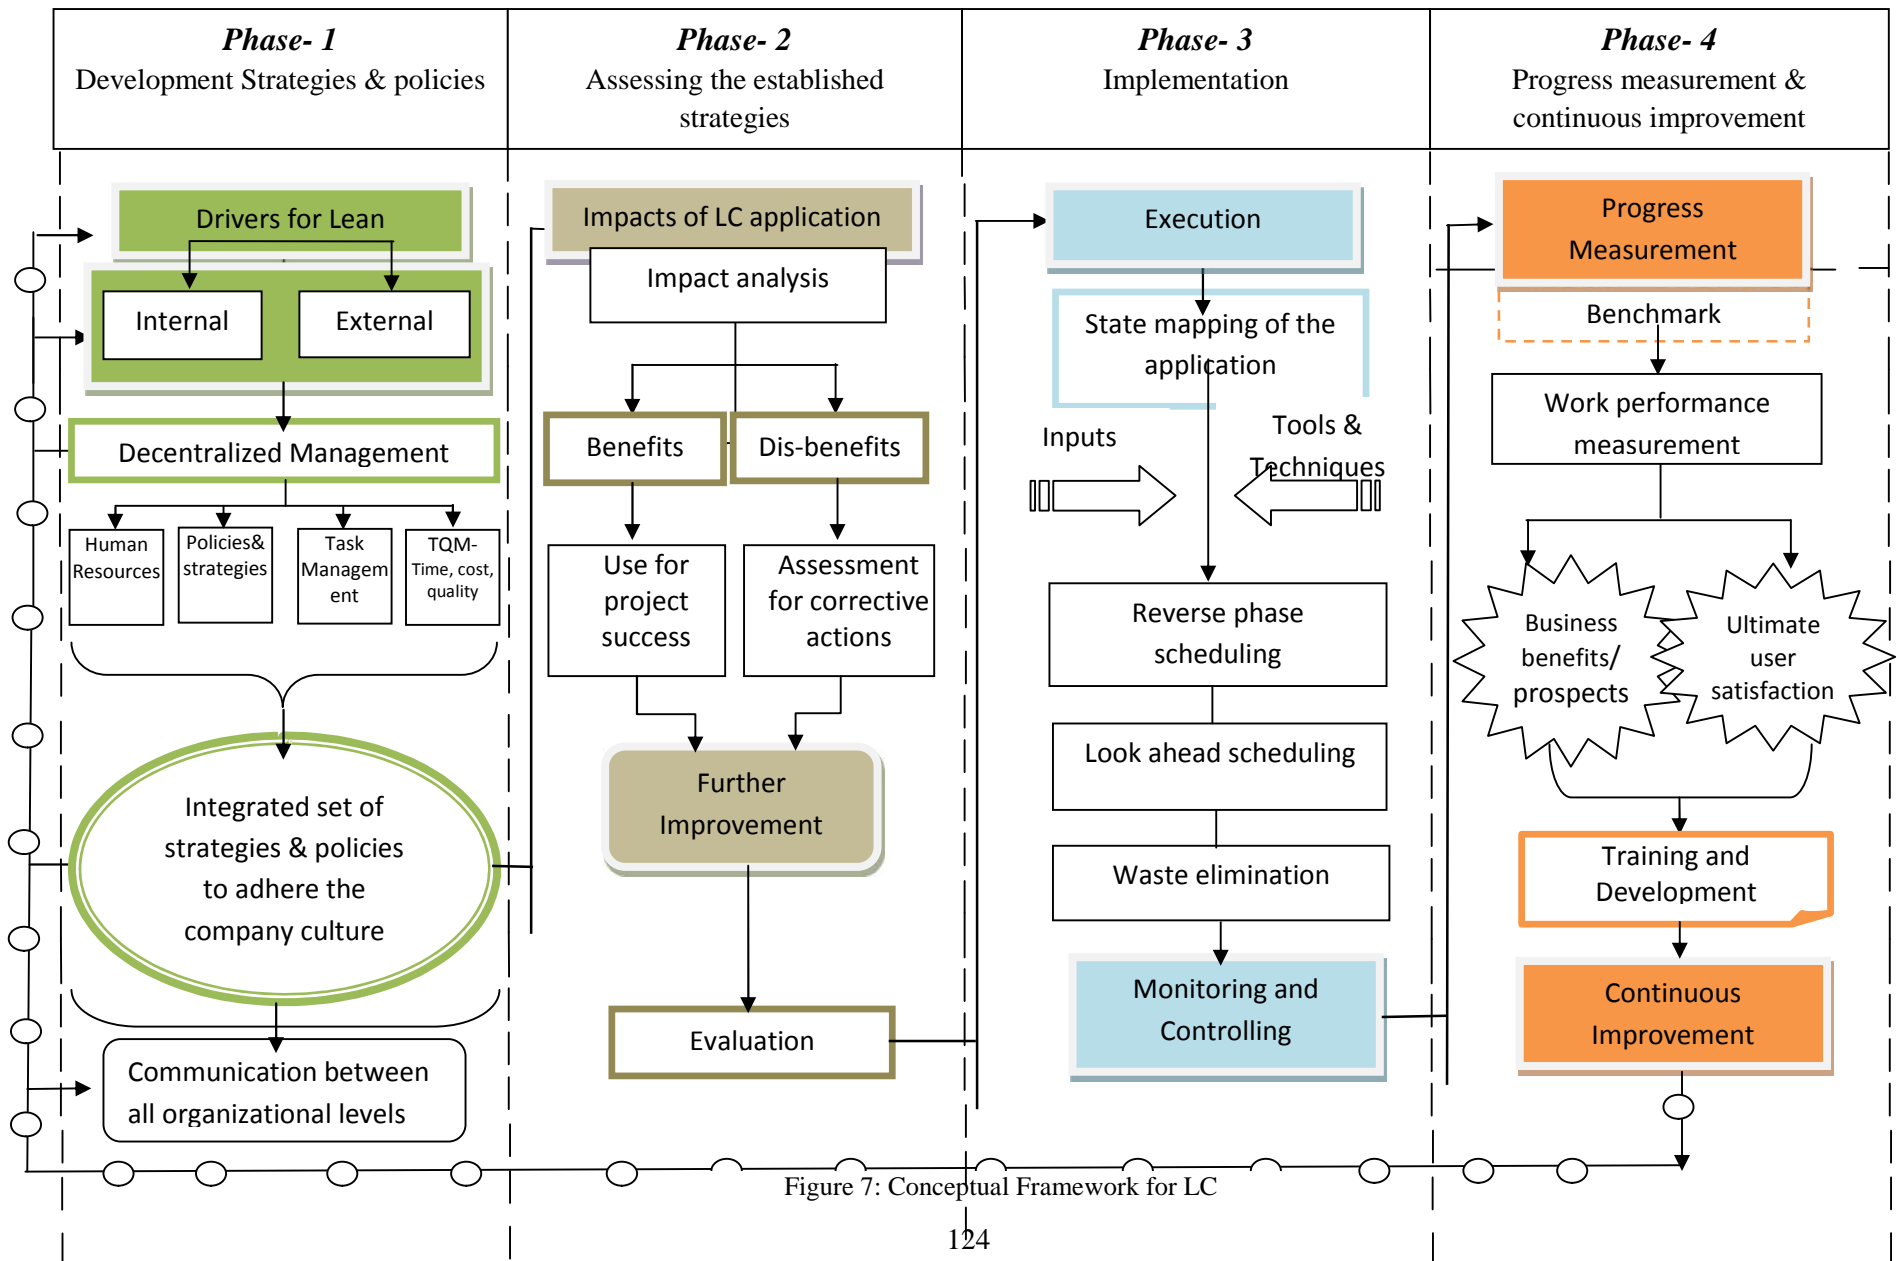 Phase- 1
Development Strategies & policies
Phase- 2
Assessing the established
strategies
Phase- 3
Implementation
Phase- 4
Progress measurement &
continuous improvement
Drivers for Lean
Internal
External
Decentralized Management
Human
Resources
Policies&
strategies
Task
Managem
ent
TQM-
Time, cost,
quality
Integrated set of
strategies & policies
to adhere the
company culture
Communication between
all organizational levels
Impacts of LC application
Impact analysis
Benefits
Dis-benefits
Use for
project
success
Assessment
for corrective
actions
Further
Improvement
Evaluation
Execution
State mapping of the
application
Inputs
Tools &
Techniques
Reverse phase
scheduling
Look ahead scheduling
Waste elimination
Monitoring and
Controlling
Progress
Measurement
Benchmark
Work performance
measurement
Business
benefits/
prospects
Ultimate
user
satisfaction
Training and
Development
Continuous
Improvement
Figure 7: Conceptual Framework for LC
124